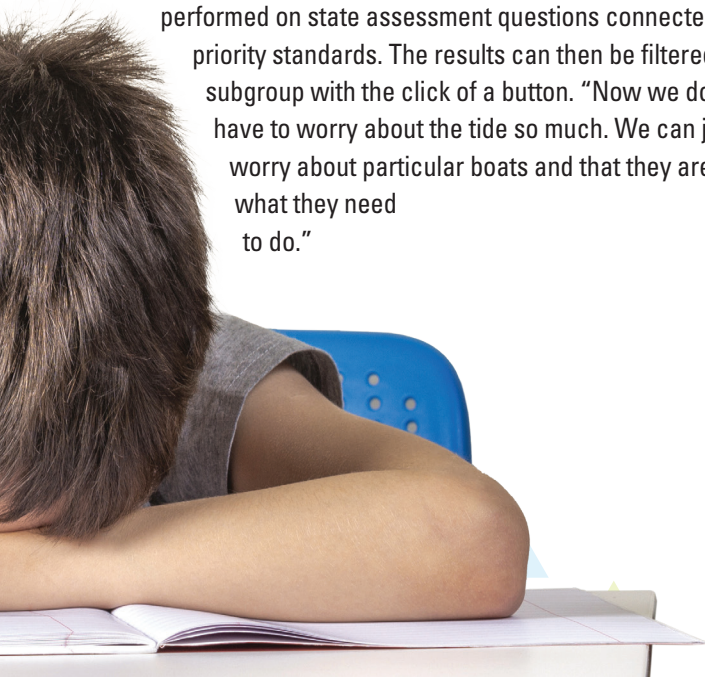 performed on state assessment questions connecte
priority standards. The results can then be filtered
subgroup with the click of a button. “Now we do
have to worry about the tide so much. We can j
worry about particular boats and that they are
what they need
to do.”